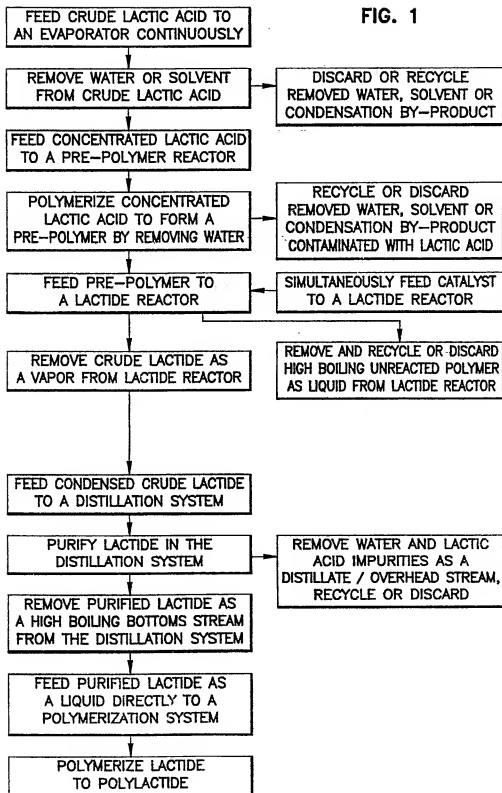 FIG. 1
FEED CRUDE LACTIC ACID TO
AN EVAPORATOR CONTINUOUSLY
REMOVE WATER OR SOLVENT
FROM CRUDE LACTIC ACID
DISCARD OR RECYCLE
REMOVED WATER, SOLVENT OR
CONDENSATION BY-PRODUCT
FEED CONCENTRATED LACTIC ACID
TO A PRE-POLYMER REACTOR
POLYMERIZE CONCENTRATED
LACTIC ACID TO FORM A
PRE-POLYMER BY REMOVING WATER
RECYCLE OR DISCARD
REMOVED WATER, SOLVENT OR
CONDENSATION BY-PRODUCT
CONTAMINATED WITH LACTIC ACID
FEED PRE-POLYMER TO
A LACTIDE REACTOR
SIMULTANEOUSLY FEED CATALYST
TO A LACTIDE REACTOR
REMOVE CRUDE LACTIDE AS
A VAPOR FROM LACTIDE REACTOR
REMOVE AND RECYCLE OR DISCARD
HIGH BOILING UNREACTED POLYMER
AS LIQUID FROM LACTIDE REACTOR
FEED CONDENSED CRUDE LACTIDE
TO A DISTILLATION SYSTEM
PURIFY LACTIDE IN THE
DISTILLATION SYSTEM
REMOVE WATER AND LACTIC
ACID IMPURITIES AS A
DISTILLATE / OVERHEAD STREAM,
RECYCLE OR DISCARD
REMOVE PURIFIED LACTIDE AS
A HIGH BOILING BOTTOMS STREAM
FROM THE DISTILLATION SYSTEM
FEED PURIFIED LACTIDE AS
A LIQUID DIRECTLY TO A
POLYMERIZATION SYSTEM
POLYMERIZE LACTIDE
TO POLYLACTIDE